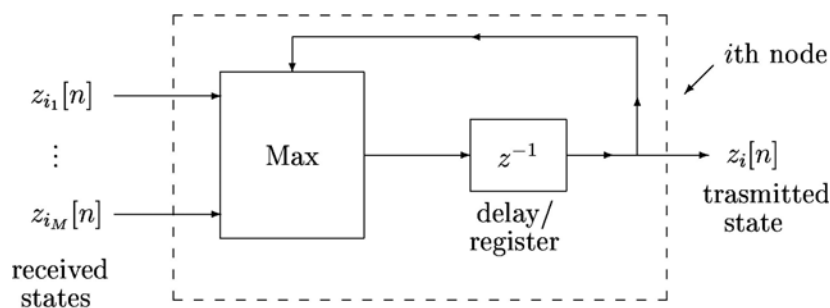 ith node
z_{i_1}[n]
⋮
Max
z^{-1}
z_i[n]
z_{i_M}[n]
delay/
register
trasmitted
state
received
states